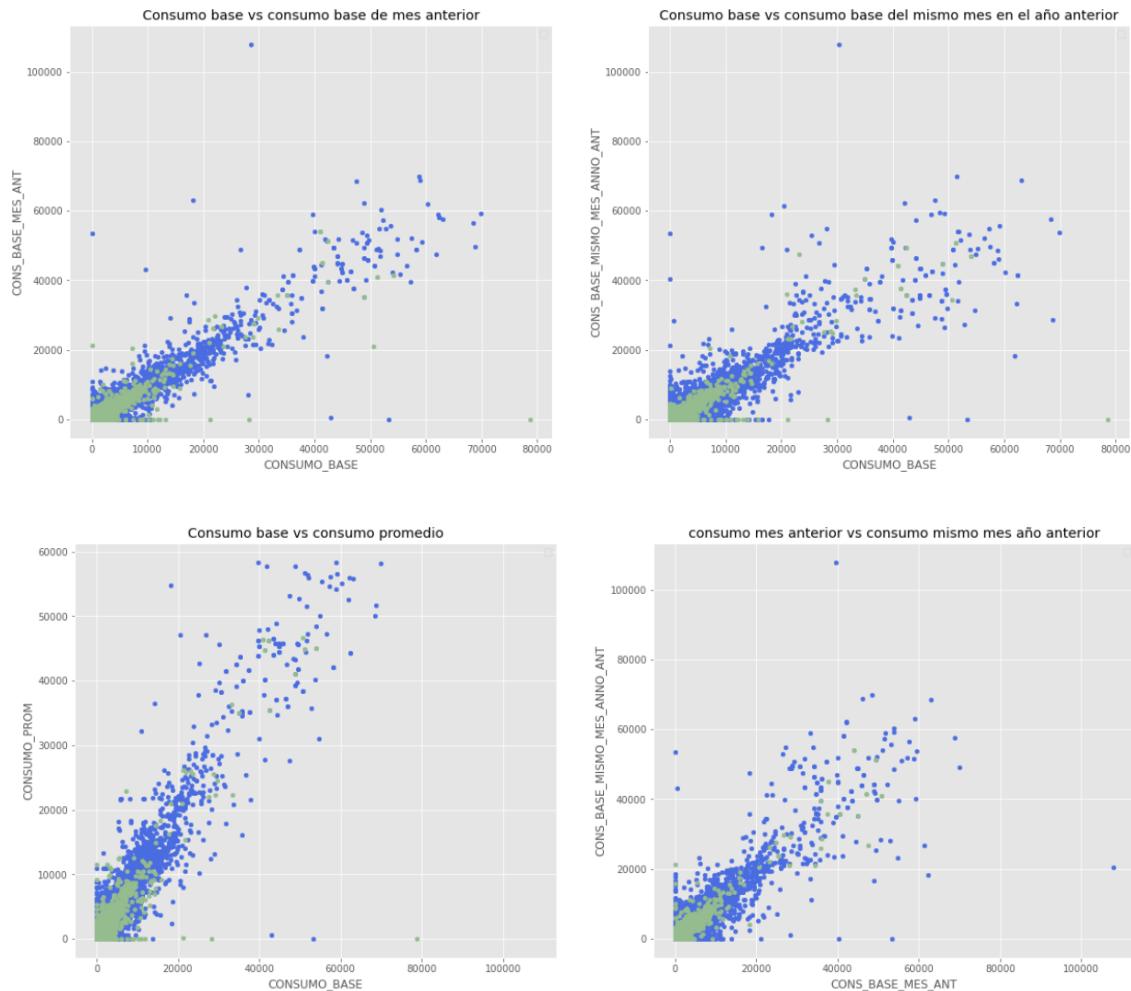 Consumo base vs consumo base de mes anterior
CONS_BASE_MES_ANT
100000
80000
60000
40000
20000
0
0 10000 20000 30000 40000 50000 60000 70000 80000
CONSUMO_BASE
Consumo base vs consumo base del mismo mes en el año anterior
CONS_BASE_MISMO_MES_ANNO_ANT
100000
80000
60000
40000
20000
0
0 10000 20000 30000 40000 50000 60000 70000 80000
CONSUMO_BASE
Consumo base vs consumo promedio
CONSUMO_PROM
60000
50000
40000
30000
20000
10000
0
0 20000 40000 60000 80000 100000
CONSUMO_BASE
consumo mes anterior vs consumo mismo mes año anterior
CONS_BASE_MISMO_MES_ANNO_ANT
100000
80000
60000
40000
20000
0
0 20000 40000 60000 80000 100000
CONS_BASE_MES_ANT